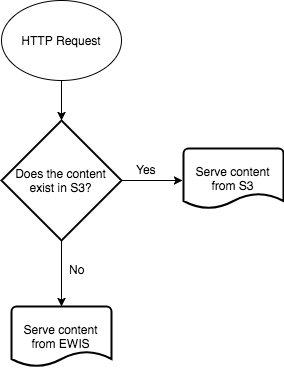 HTTP Request
Does the content
exist in S3?
Yes
Serve content
from S3
No
Serve content
from EWIS